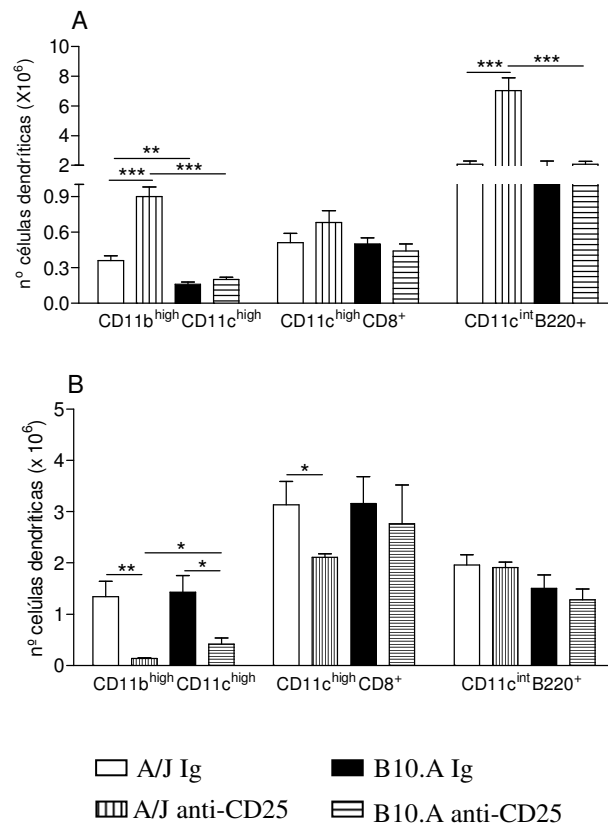 A
nº células dendríticas (X10⁶)
10
8
6
4
2
0.9
0.6
0.3
0.0
***
**
***
***
***
CD11b^high CD11c^high
CD11c^high CD8⁺
CD11c^int B220+
B
nº celúlas dendríticas (x 10⁶)
5
4
3
2
1
0
**
*
*
*
CD11b^high CD11c^high
CD11c^high CD8⁺
CD11c^int B220⁺
A/J Ig
B10.A Ig
A/J anti-CD25
B10.A anti-CD25